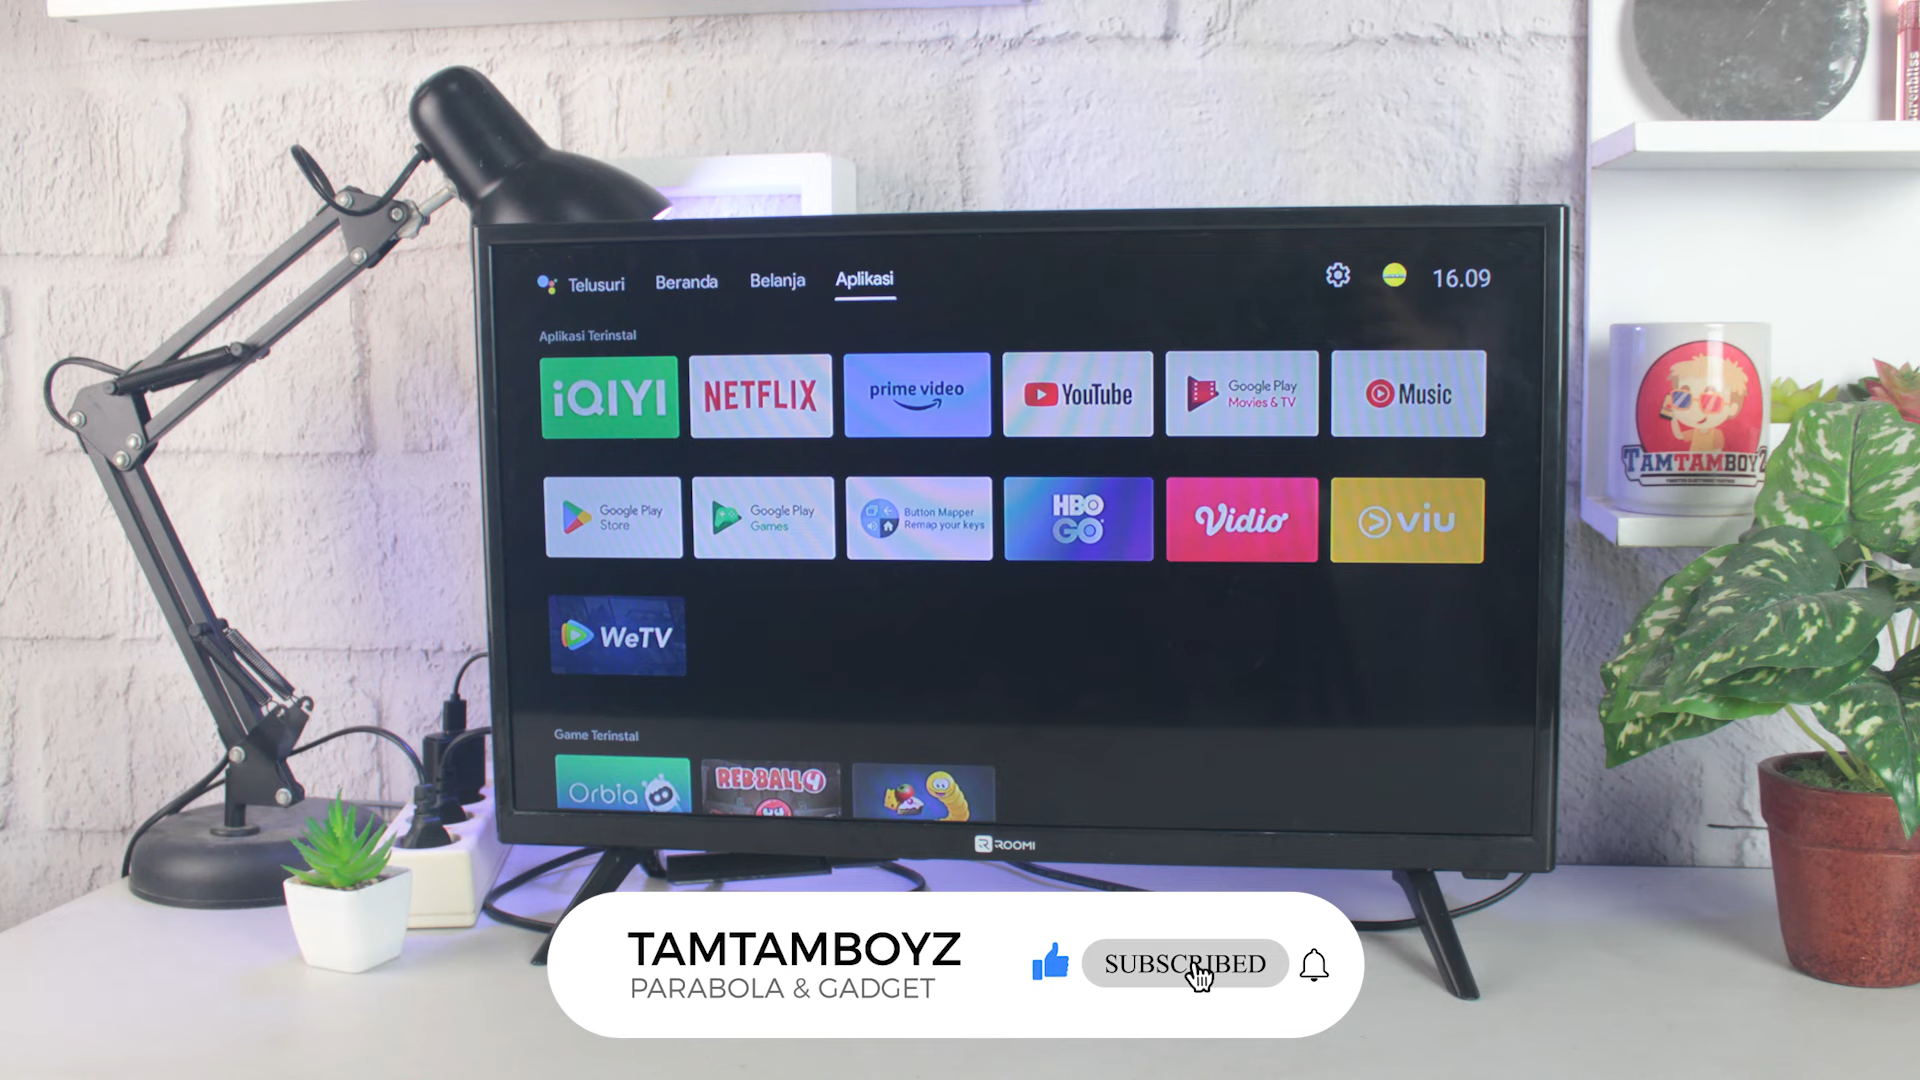 Telusuri Beranda Belanja Aplikasi 16.09
Aplikasi Terinstal
iQIYI NETFLIX prime video YouTube Google Play Movies & TV Music
Google Play Store Google Play Games Button Mapper Remap your keys HBO GO Vidio viu
WeTV
Game Terinstal
Orbia REDBALL 4
ROOMI
TAMTAMBOYZ
TAMTAMBOYZ
PARABOLA & GADGET
SUBSCRIBED